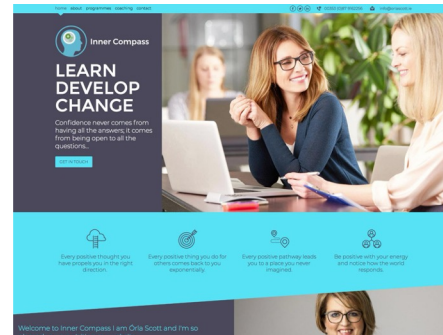 home about programmes coaching contact
Inner Compass
LEARN
DEVELOP
CHANGE
Confidence never comes from
having all the answers; it comes
from being open to all the
questions...
GET IN TOUCH
Every positive thought you
have propels you in the right
direction.
Every positive thing you do for
others comes back to you
exponentially.
Every positive pathway leads
you to a place you never
imagined.
Be positive with your energy
and notice how the world
responds.
Welcome to Inner Compass I am Órla Scott and I'm so